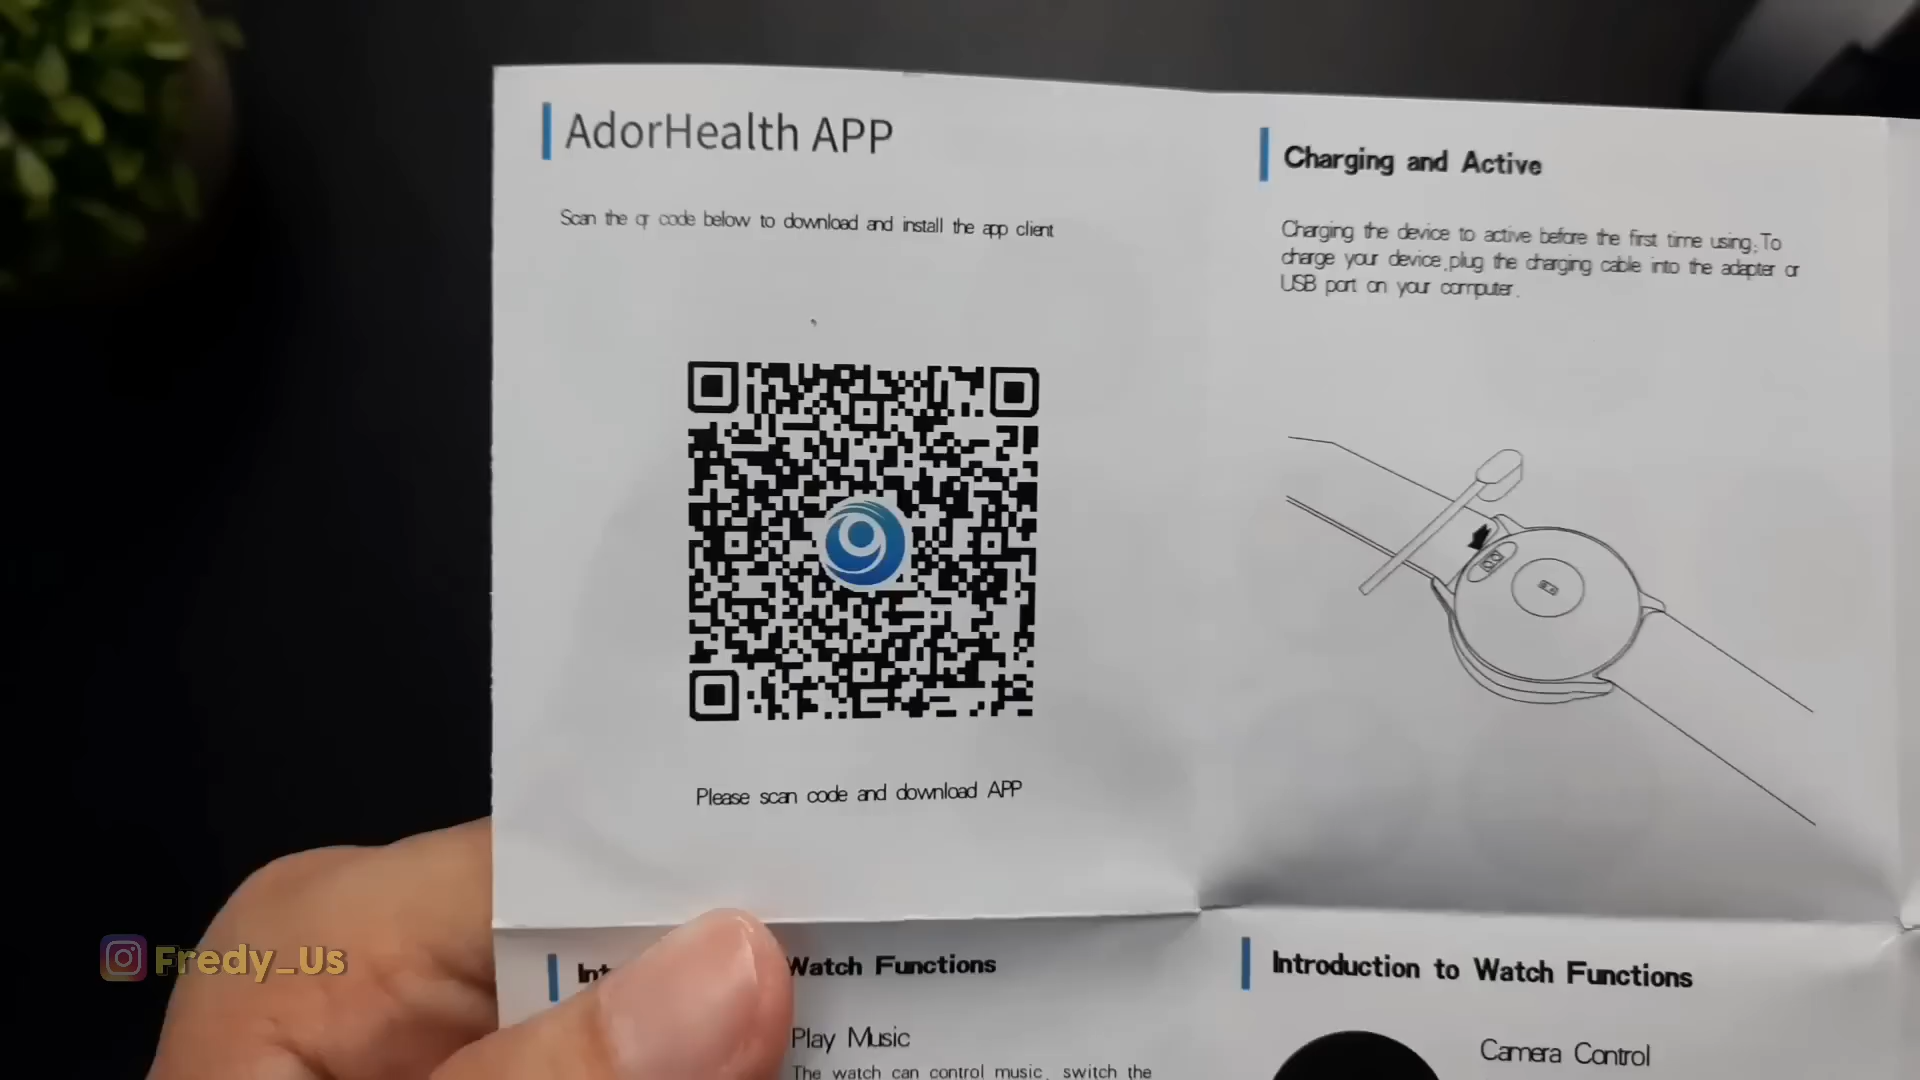 AdorHealth APP
Scan the qr code below to download and install the app client
Please scan code and download APP
Charging and Active
Charging the device to active before the first time using;To
charge your device,plug the charging cable into the adapter or
USB port on your computer.
Watch Functions
Play Music
The watch can control music, switch the
Introduction to Watch Functions
Camera Control
Fredy_Us